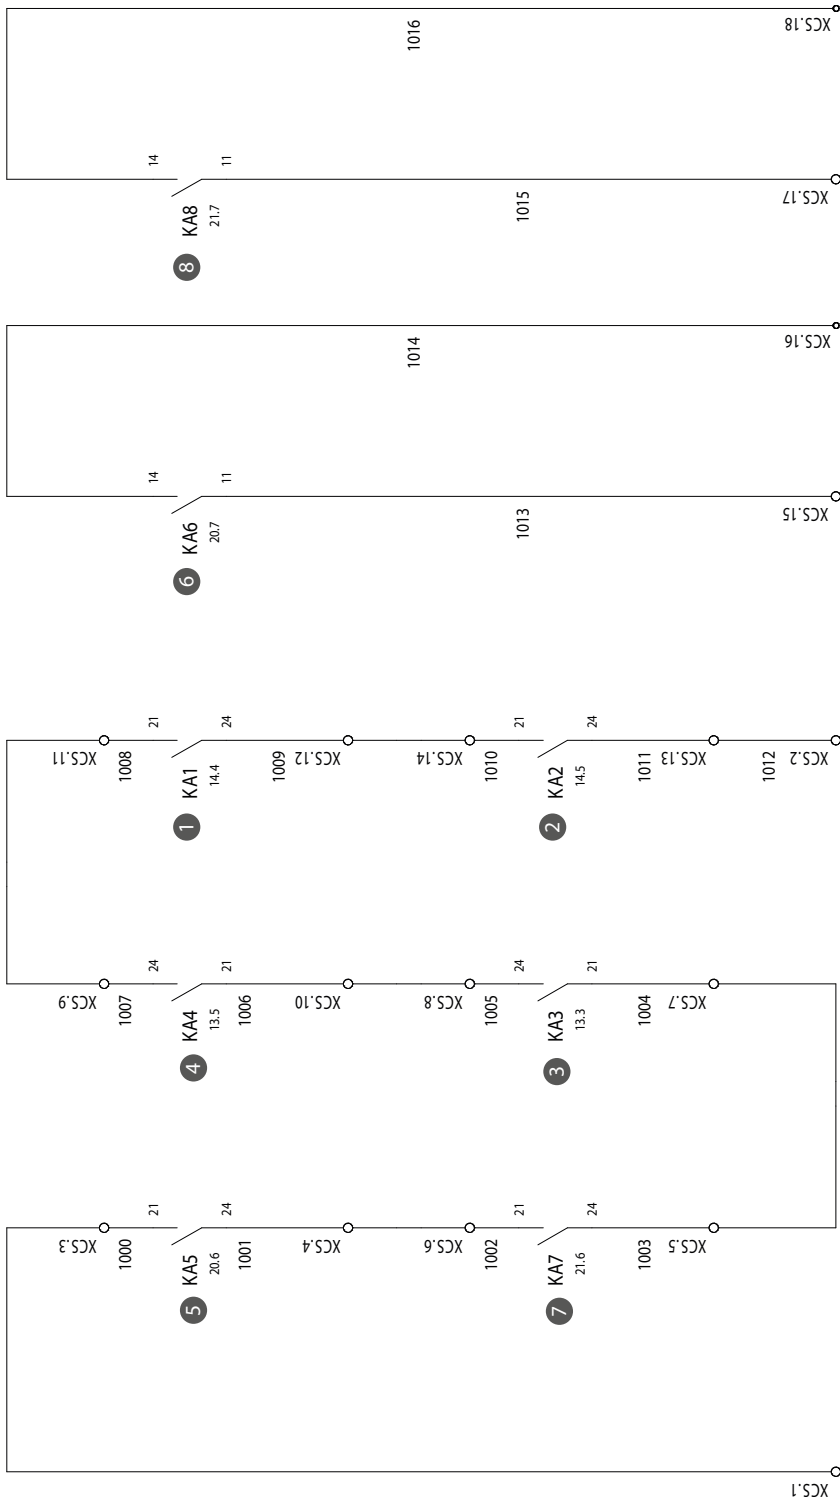 XCS.18
1016
14
11
KA8
21.7
8
1015
XCS.17
XCS.16
1014
14
11
KA6
20.7
6
1013
XCS.15
XCS.11
1008
21
24
KA1
14.4
1
1009
XCS.12
XCS.14
1010
21
24
KA2
14.5
2
1011
XCS.13
1012
XCS.2
XCS.9
1007
24
21
KA4
13.5
4
1006
XCS.10
XCS.8
1005
24
21
KA3
13.3
3
1004
XCS.7
XCS.3
1000
21
24
KA5
20.6
5
1001
XCS.4
XCS.6
1002
21
24
KA7
21.6
7
1003
XCS.5
XCS.1